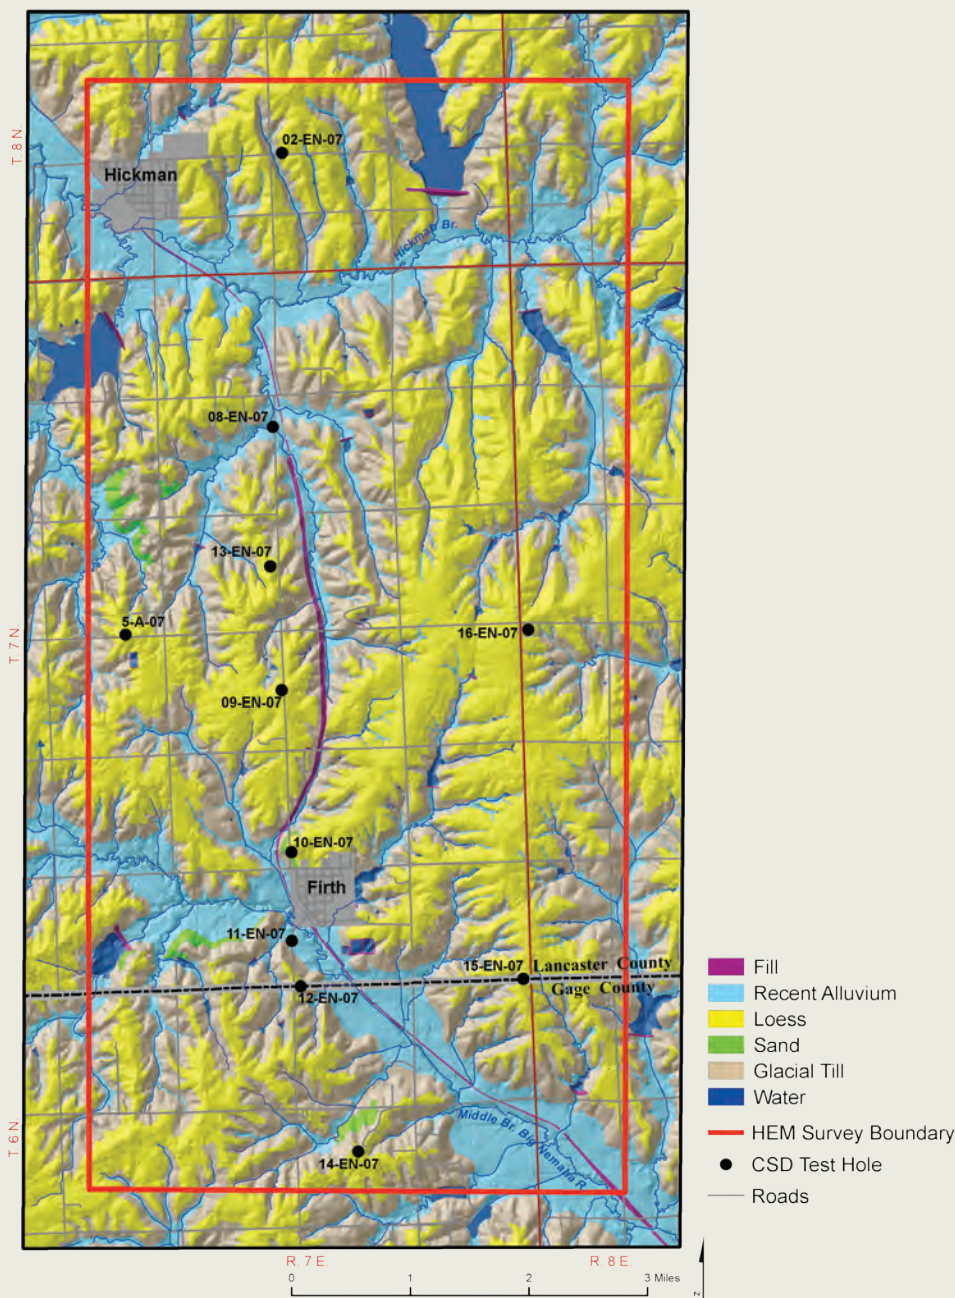 T. 8 N.
02-EN-07
Hickman
Hickman Br.
08-EN-07
13-EN-07
5-A-07
T. 7 N.
16-EN-07
09-EN-07
10-EN-07
Firth
11-EN-07
15-EN-07
Lancaster County
Gage County
12-EN-07
Middle Br. Big Nemaha R.
T. 6 N.
14-EN-07
Fill
Recent Alluvium
Loess
Sand
Glacial Till
Water
HEM Survey Boundary
CSD Test Hole
Roads
R. 7 E.
R. 8 E.
0 1 2 3 Miles
z